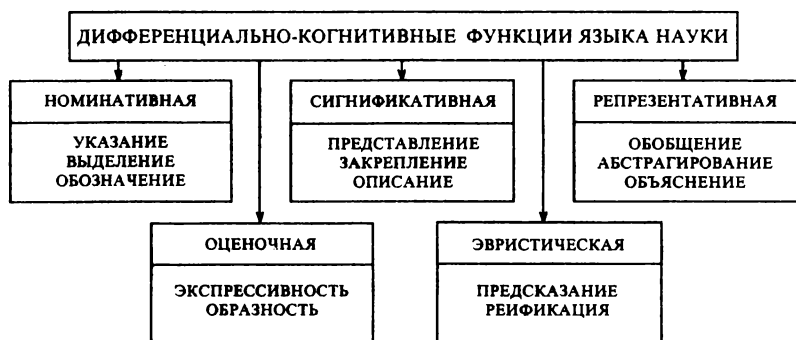 ДИФФЕРЕНЦИАЛЬНО-КОГНИТИВНЫЕ ФУНКЦИИ ЯЗЫКА НАУКИ
НОМИНАТИВНАЯ
УКАЗАНИЕ
ВЫДЕЛЕНИЕ
ОБОЗНАЧЕНИЕ
СИГНИФИКАТИВНАЯ
ПРЕДСТАВЛЕНИЕ
ЗАКРЕПЛЕНИЕ
ОПИСАНИЕ
РЕПРЕЗЕНТАТИВНАЯ
ОБОБЩЕНИЕ
АБСТРАГИРОВАНИЕ
ОБЪЯСНЕНИЕ
ОЦЕНОЧНАЯ
ЭКСПРЕССИВНОСТЬ
ОБРАЗНОСТЬ
ЭВРИСТИЧЕСКАЯ
ПРЕДСКАЗАНИЕ
РЕИФИКАЦИЯ